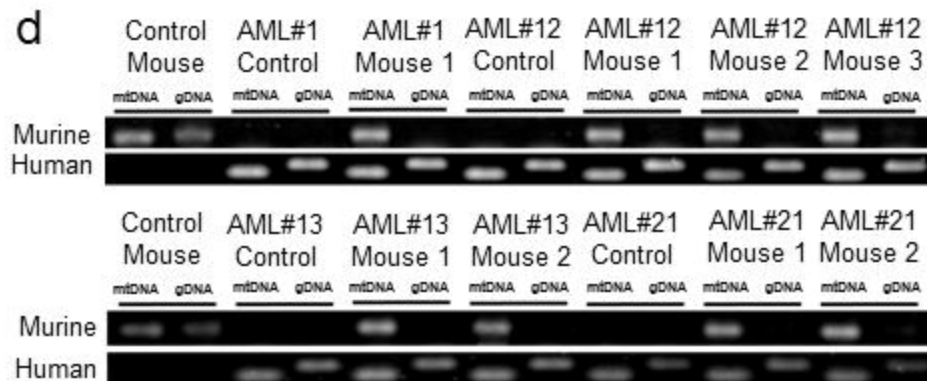 d
Control AML#1 AML#1 AML#12 AML#12 AML#12 AML#12
Mouse Control Mouse 1 Control Mouse 1 Mouse 2 Mouse 3
mtDNA gDNA mtDNA gDNA mtDNA gDNA mtDNA gDNA mtDNA gDNA mtDNA gDNA mtDNA gDNA
Murine
Human
Control AML#13 AML#13 AML#13 AML#21 AML#21 AML#21
Mouse Control Mouse 1 Mouse 2 Control Mouse 1 Mouse 2
mtDNA gDNA mtDNA gDNA mtDNA gDNA mtDNA gDNA mtDNA gDNA mtDNA gDNA mtDNA gDNA
Murine
Human